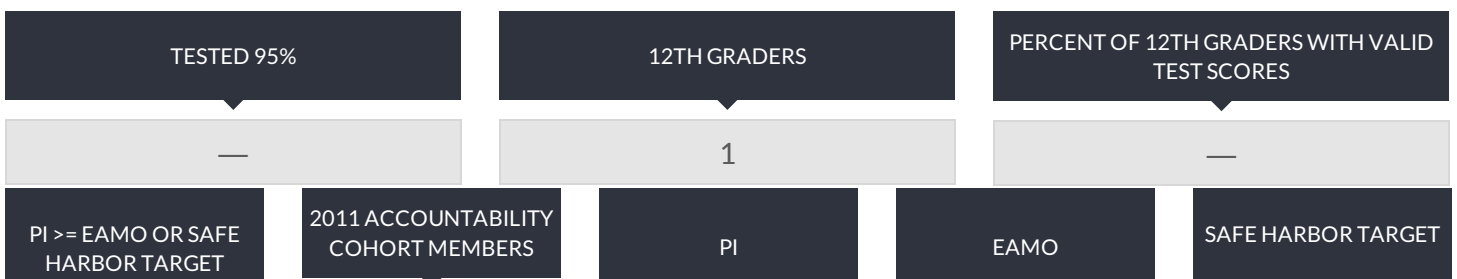 TESTED 95%
12TH GRADERS
PERCENT OF 12TH GRADERS WITH VALID
TEST SCORES
—
1
—
PI >= EAMO OR SAFE
HARBOR TARGET
2011 ACCOUNTABILITY
COHORT MEMBERS
PI
EAMO
SAFE HARBOR TARGET